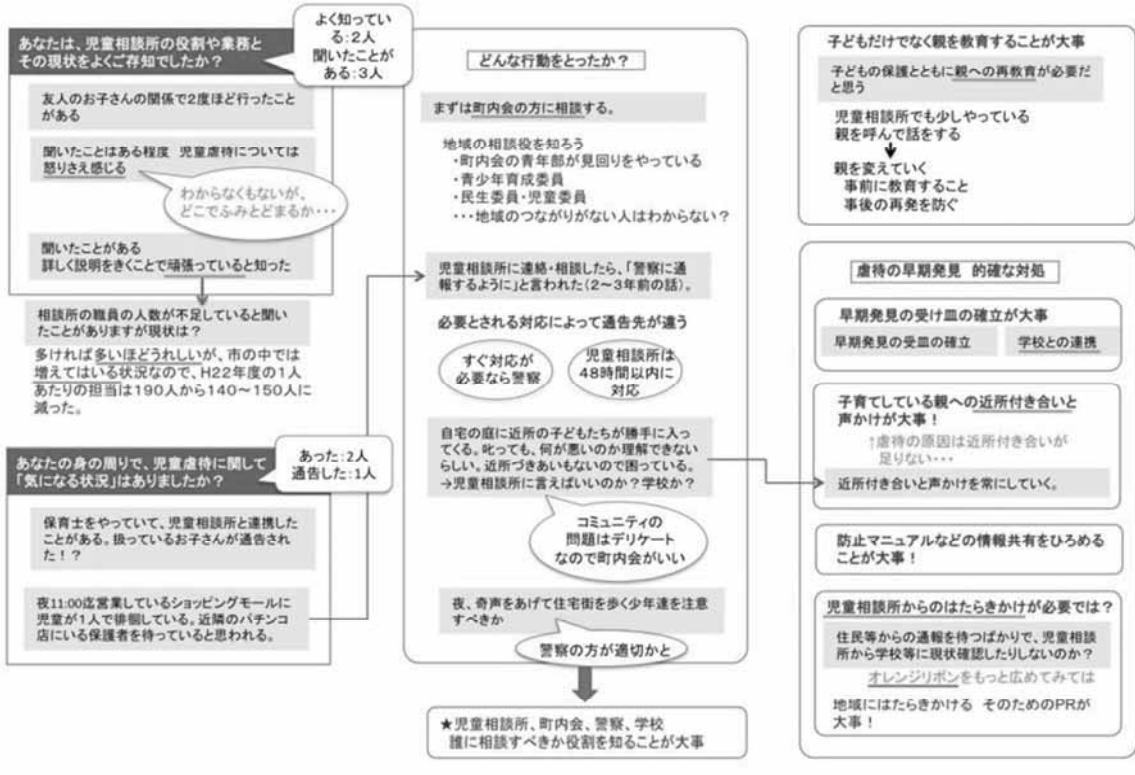 あなたは、児童相談所の役割や業務と
その現状をよくご存知でしたか？
よく知ってい
る：2人
聞いたことが
ある：3人
友人のお子さんの関係で2度ほど行ったこと
がある
聞いたことはある程度　児童虐待については
怒りさえ感じる
わからなくもないが、
どこでふみとどまるか・・・
聞いたことがある
詳しく説明をきくことで頑張っていると知った
相談所の職員の人数が不足していると聞い
たことがありますが現状は？
多ければ多いほどうれしいが、市の中では
増えてはいる状況なので、H22年度の1人
あたりの担当は190人から140～150人に
減った。
あなたの身の周りで、児童虐待に関して
「気になる状況」はありましたか？
あった：2人
通告した：1人
保育士をやっていて、児童相談所と連携した
ことがある。扱っているお子さんが通告され
た！？
夜11:00迄営業しているショッピングモールに
児童が1人で徘徊している。近隣のパチンコ
店にいる保護者を待っていると思われる。
どんな行動をとったか？
まずは町内会の方に相談する。
地域の相談役を知ろう
・町内会の青年部が見回りをやっている
・青少年育成委員
・民生委員・児童委員
・・・地域のつながりがない人はわからない？
児童相談所に連絡・相談したら、「警察に通
報するように」と言われた（2～3年前の話）。
必要とされる対応によって通告先が違う
すぐ対応が
必要なら警察
児童相談所は
48時間以内に
対応
自宅の庭に近所の子どもたちが勝手に入っ
てくる。叱っても、何が悪いのか理解できない
らしい。近所づきあいもないので困っている。
→児童相談所に言えばいいのか？学校か？
コミュニティの
問題はデリケート
なので町内会がいい
夜、奇声をあげて住宅街を歩く少年達を注意
すべきか
警察の方が適切かと
★児童相談所、町内会、警察、学校
誰に相談すべきか役割を知ることが大事
子どもだけでなく親を教育することが大事
子どもの保護とともに親への再教育が必要だ
と思う
児童相談所でも少しやっている
親を呼んで話をする
親を変えていく
事前に教育すること
事後の再発を防ぐ
虐待の早期発見　的確な対処
早期発見の受け皿の確立が大事
早期発見の受皿の確立
学校との連携
子育てしている親への近所付き合いと
声かけが大事！
↑虐待の原因は近所付き合いが
足りない・・・
近所付き合いと声かけを常にしていく。
防止マニュアルなどの情報共有をひろめる
ことが大事！
児童相談所からのはたらきかけが必要では？
住民等からの通報を待つばかりで、児童相談
所から学校等に現状確認したりしないのか？
オレンジリボンをもっと広めてみては
地域にはたらきかける　そのためのPRが
大事！